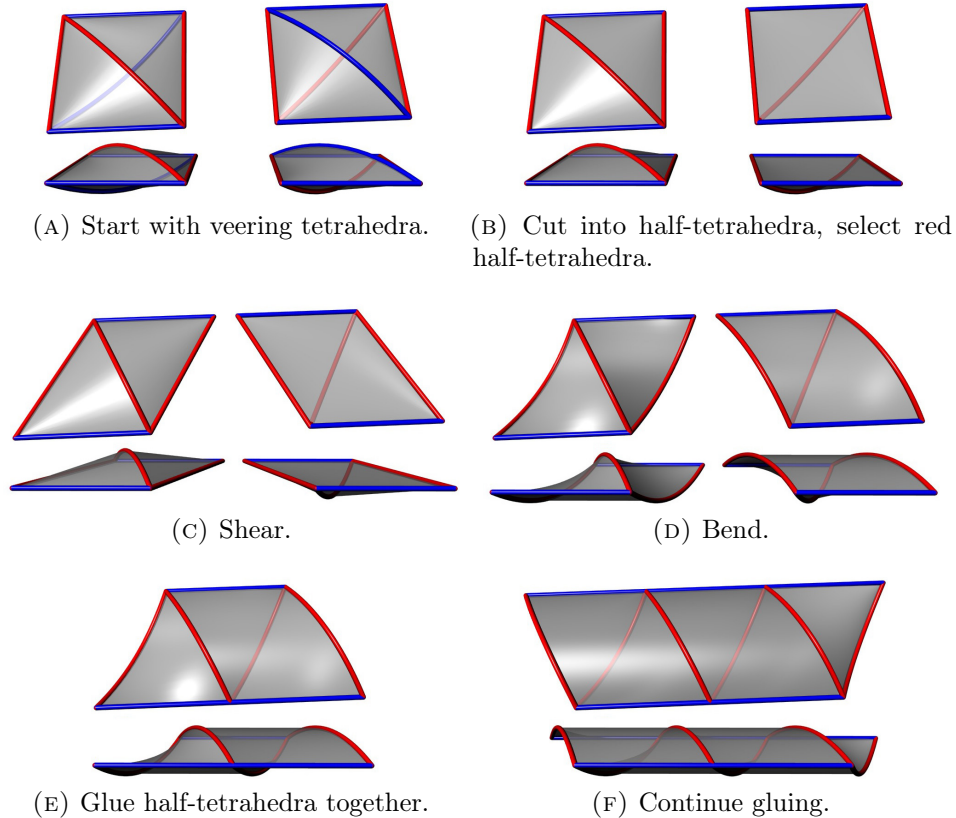 (A) Start with veering tetrahedra.
(B) Cut into half-tetrahedra, select red
half-tetrahedra.
(C) Shear.
(D) Bend.
(E) Glue half-tetrahedra together.
(F) Continue gluing.